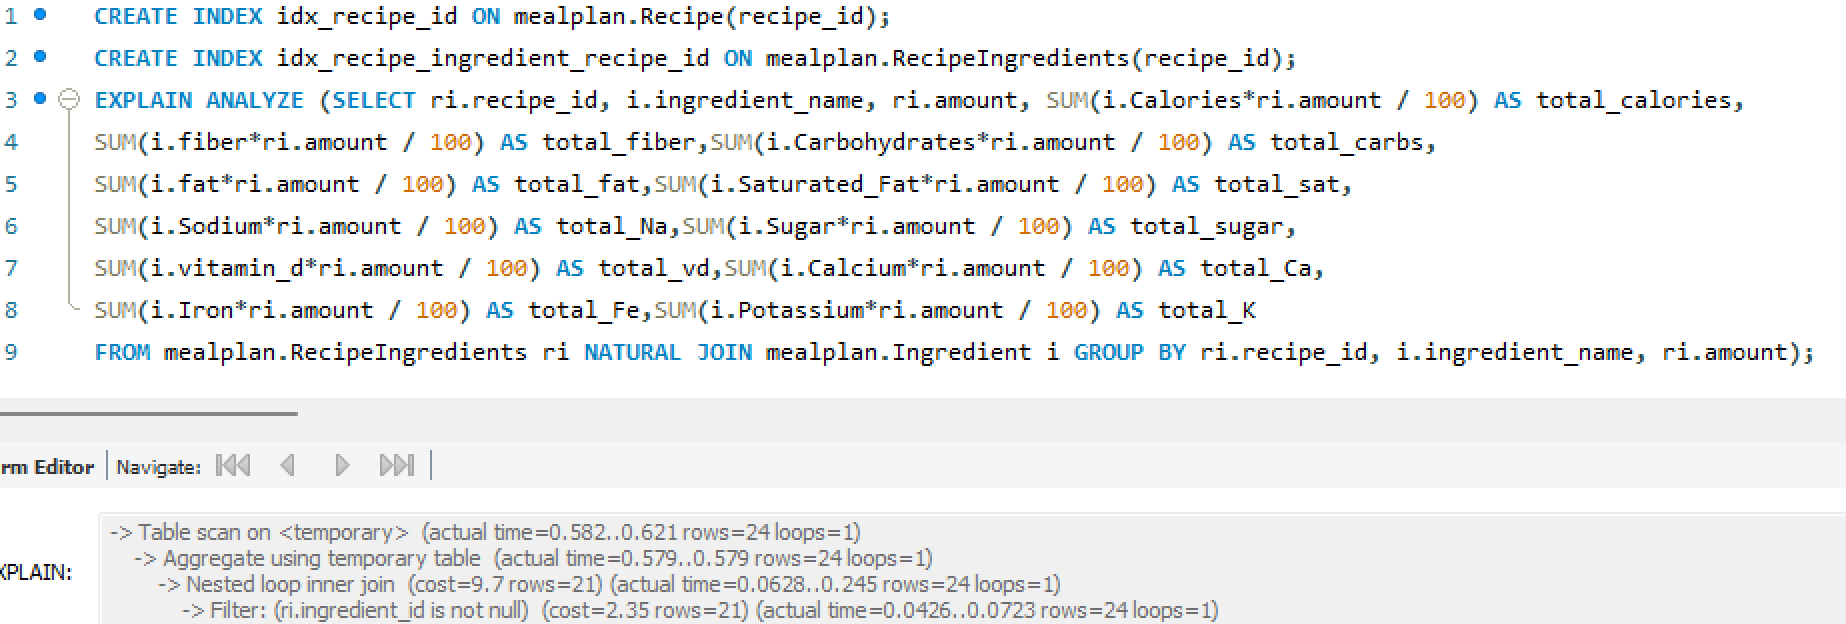 1 CREATE INDEX idx_recipe_id ON mealplan.Recipe(recipe_id);
2 CREATE INDEX idx_recipe_ingredient_recipe_id ON mealplan.RecipeIngredients(recipe_id);
3 EXPLAIN ANALYZE (SELECT ri.recipe_id, i.ingredient_name, ri.amount, SUM(i.Calories*ri.amount / 100) AS total_calories,
4 SUM(i.fiber*ri.amount / 100) AS total_fiber,SUM(i.Carbohydrates*ri.amount / 100) AS total_carbs,
5 SUM(i.fat*ri.amount / 100) AS total_fat,SUM(i.Saturated_Fat*ri.amount / 100) AS total_sat,
6 SUM(i.Sodium*ri.amount / 100) AS total_Na,SUM(i.Sugar*ri.amount / 100) AS total_sugar,
7 SUM(i.vitamin_d*ri.amount / 100) AS total_vd,SUM(i.Calcium*ri.amount / 100) AS total_Ca,
8 SUM(i.Iron*ri.amount / 100) AS total_Fe,SUM(i.Potassium*ri.amount / 100) AS total_K
9 FROM mealplan.RecipeIngredients ri NATURAL JOIN mealplan.Ingredient i GROUP BY ri.recipe_id, i.ingredient_name, ri.amount);
rm Editor Navigate:
-> Table scan on <temporary> (actual time=0.582..0.621 rows=24 loops=1)
-> Aggregate using temporary table (actual time=0.579..0.579 rows=24 loops=1)
XPLAIN:
-> Nested loop inner join (cost=9.7 rows=21) (actual time=0.0628..0.245 rows=24 loops=1)
-> Filter: (ri.ingredient_id is not null) (cost=2.35 rows=21) (actual time=0.0426..0.0723 rows=24 loops=1)